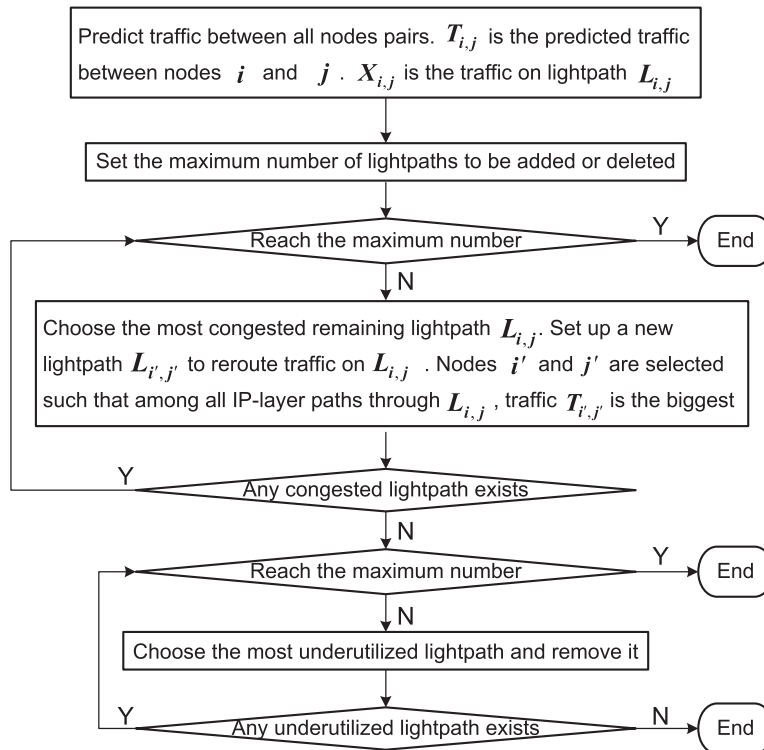 Predict traffic between all nodes pairs. T_{i,j} is the predicted traffic
between nodes i and j . X_{i,j} is the traffic on lightpath L_{i,j}
Set the maximum number of lightpaths to be added or deleted
Reach the maximum number
Y
End
N
Choose the most congested remaining lightpath L_{i,j}. Set up a new
lightpath L_{i',j'} to reroute traffic on L_{i,j} . Nodes i' and j' are selected
such that among all IP-layer paths through L_{i,j} , traffic T_{i',j'} is the biggest
Y
Any congested lightpath exists
N
Reach the maximum number
Y
End
N
Choose the most underutilized lightpath and remove it
Y
Any underutilized lightpath exists
N
End